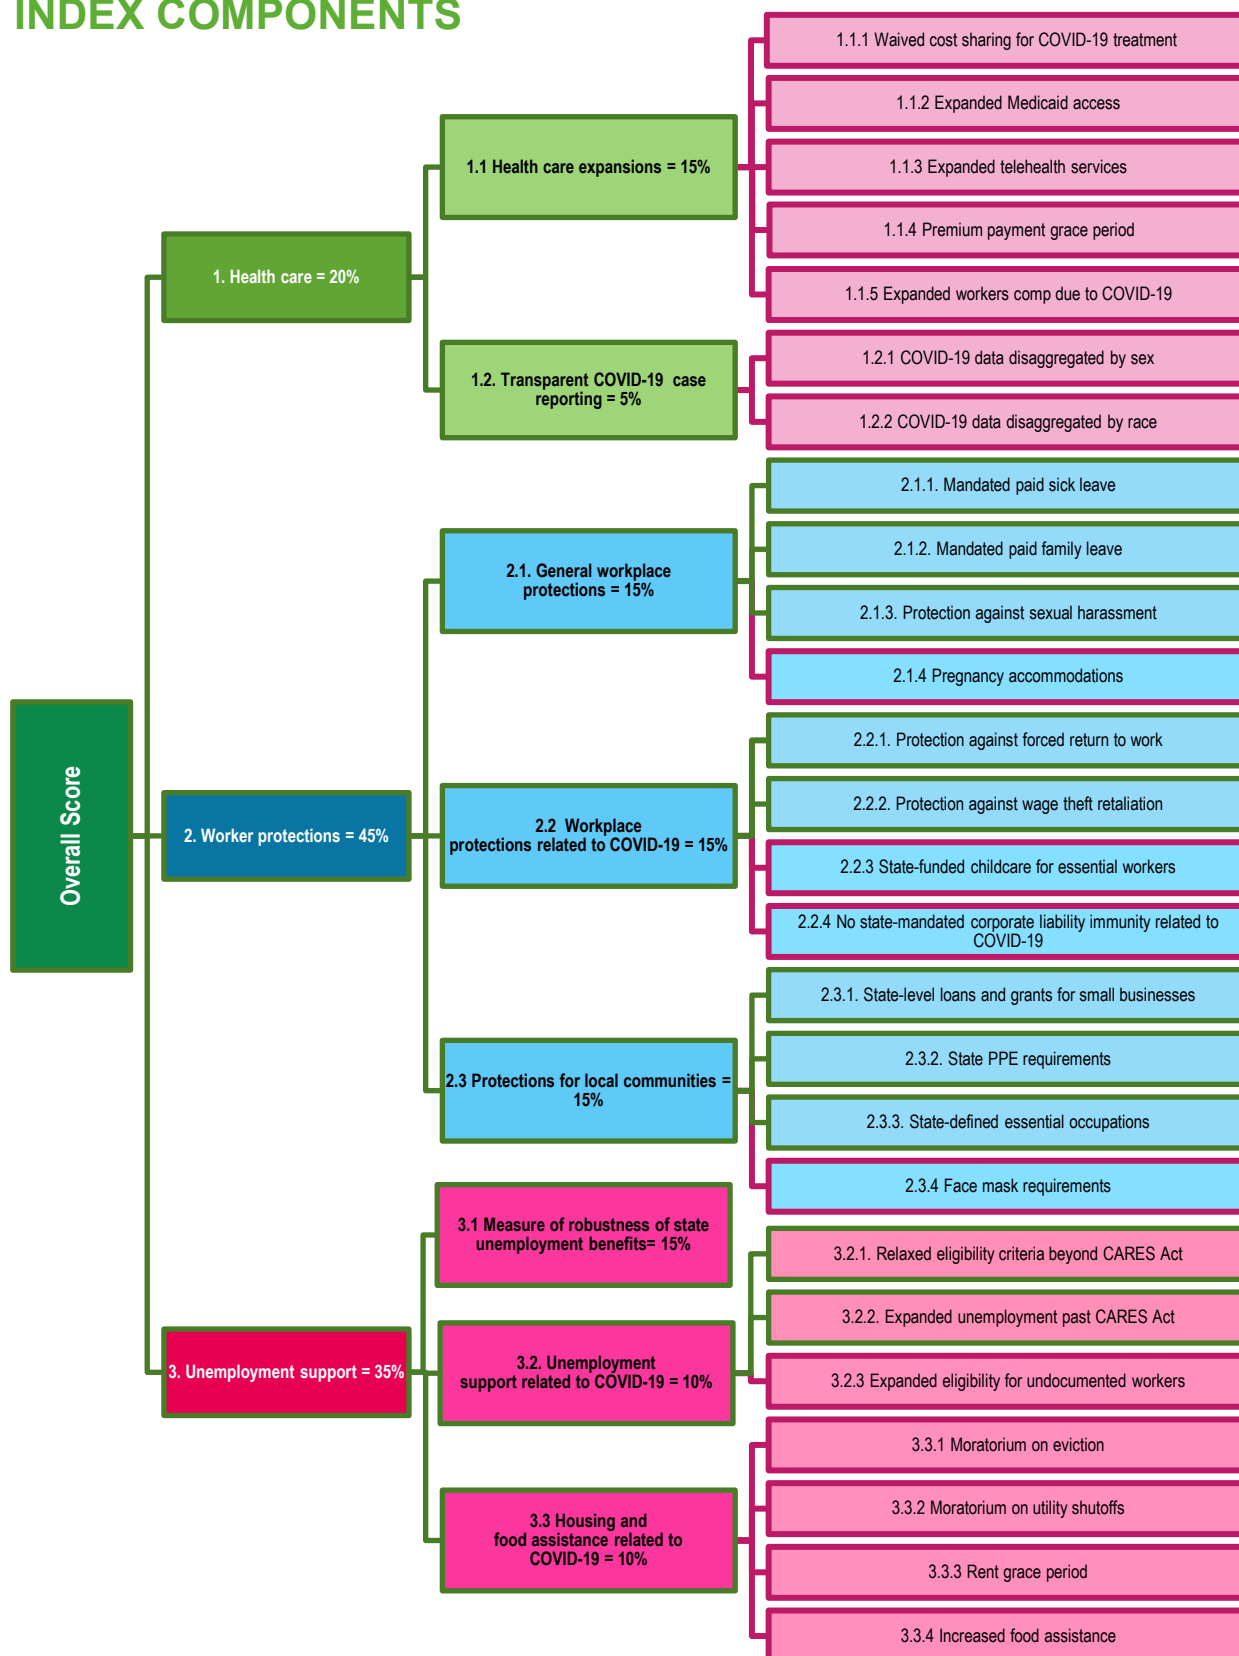 INDEX COMPONENTS
1.1.1 Waived cost sharing for COVID-19 treatment
1.1.2 Expanded Medicaid access
1.1 Health care expansions = 15%
1.1.3 Expanded telehealth services
1.1.4 Premium payment grace period
1. Health care = 20%
1.1.5 Expanded workers comp due to COVID-19
1.2.1 COVID-19 data disaggregated by sex
1.2. Transparent COVID-19 case
reporting = 5%
1.2.2 COVID-19 data disaggregated by race
2.1.1. Mandated paid sick leave
2.1.2. Mandated paid family leave
2.1. General workplace
protections = 15%
2.1.3. Protection against sexual harassment
2.1.4 Pregnancy accommodations
2.2.1. Protection against forced return to work
2.2.2. Protection against wage theft retaliation
Overall Score
2. Worker protections = 45%
2.2 Workplace
protections related to COVID-19 = 15%
2.2.3 State-funded childcare for essential workers
2.2.4 No state-mandated corporate liability immunity related to
COVID-19
2.3.1. State-level loans and grants for small businesses
2.3.2. State PPE requirements
2.3 Protections for local communities =
15%
2.3.3. State-defined essential occupations
2.3.4 Face mask requirements
3.1 Measure of robustness of state
unemployment benefits= 15%
3.2.1. Relaxed eligibility criteria beyond CARES Act
3.2.2. Expanded unemployment past CARES Act
3. Unemployment support = 35%
3.2. Unemployment
support related to COVID-19 = 10%
3.2.3 Expanded eligibility for undocumented workers
3.3.1 Moratorium on eviction
3.3.2 Moratorium on utility shutoffs
3.3 Housing and
food assistance related to
COVID-19 = 10%
3.3.3 Rent grace period
3.3.4 Increased food assistance